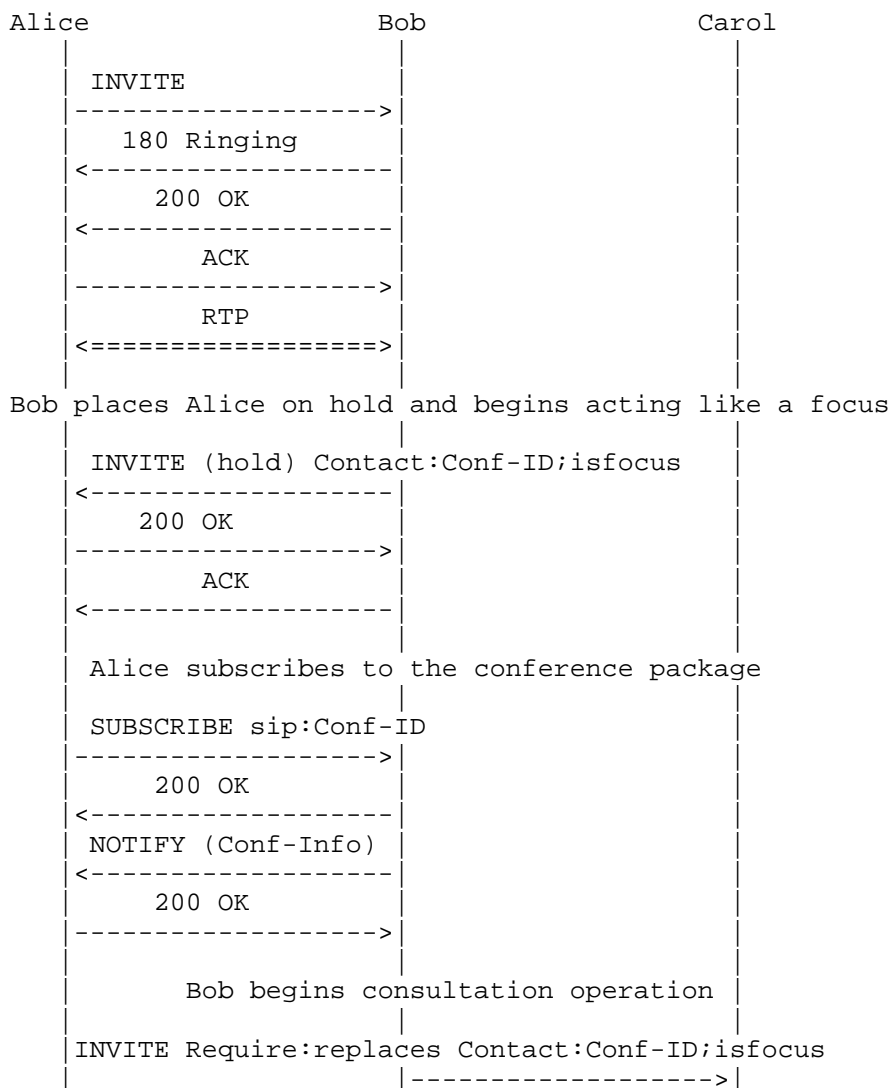 Alice Bob Carol
INVITE
------------------->
180 Ringing
<-------------------
200 OK
<-------------------
ACK
------------------->
RTP
<==================>
Bob places Alice on hold and begins acting like a focus
INVITE (hold) Contact:Conf-ID;isfocus
<-------------------
200 OK
------------------->
ACK
<-------------------
Alice subscribes to the conference package
SUBSCRIBE sip:Conf-ID
------------------->
200 OK
<-------------------
NOTIFY (Conf-Info)
<-------------------
200 OK
------------------->
Bob begins consultation operation
INVITE Require:replaces Contact:Conf-ID;isfocus
------------------->